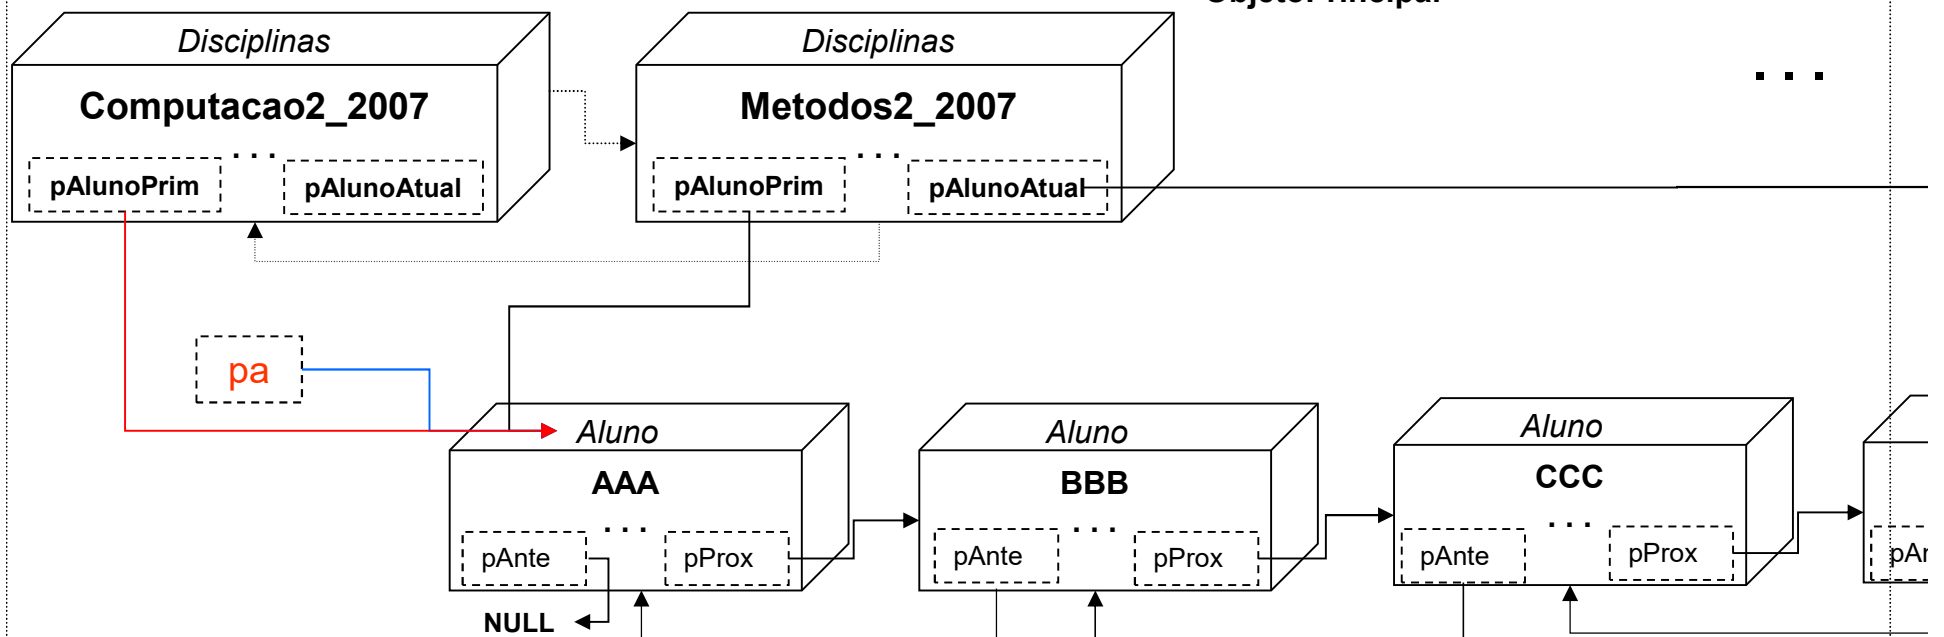 Disciplinas
Disciplinas
Computacao2_2007
Metodos2_2007
. . .
. . .
. . .
pAlunoPrim
pAlunoAtual
pAlunoPrim
pAlunoAtual
pa
Aluno
Aluno
Aluno
AAA
BBB
CCC
. . .
. . .
. . .
pAnte
pProx
pAnte
pProx
pAnte
pProx
NULL